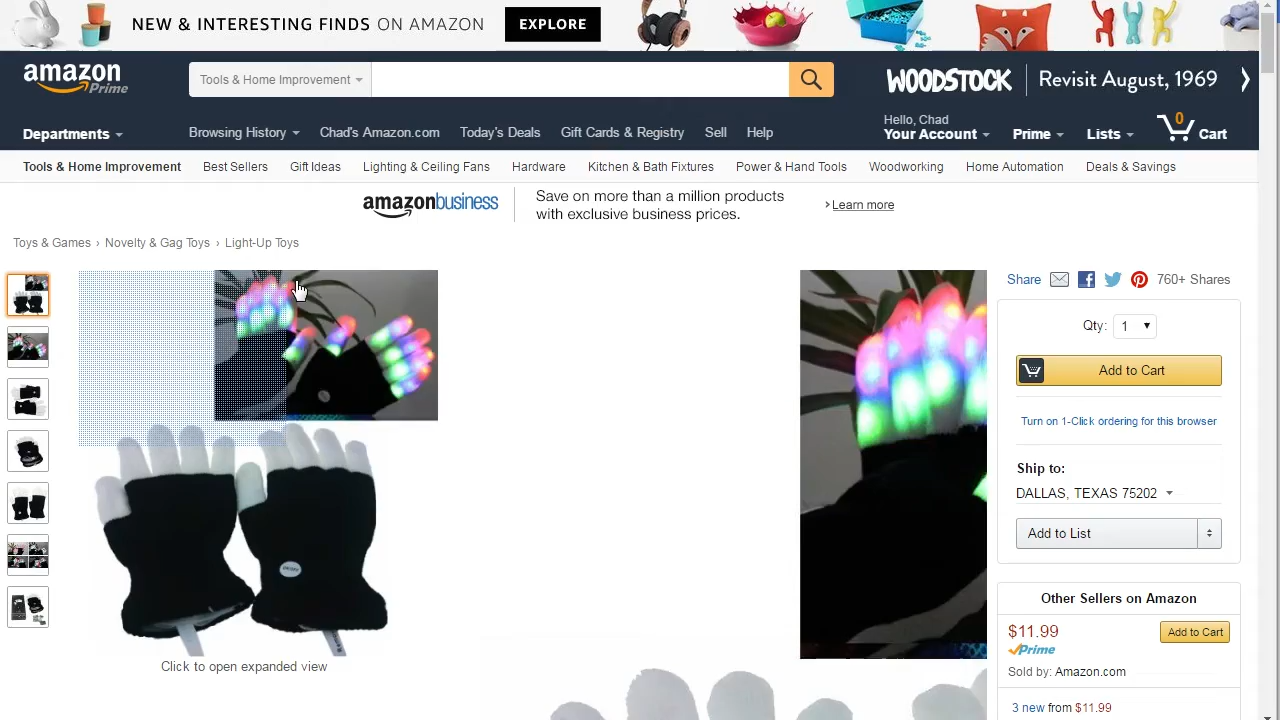 NEW & INTERESTING FINDS ON AMAZON
EXPLORE
amazon
Prime
Tools & Home Improvement
WOODSTOCK
Revisit August, 1969
Departments
Browsing History
Chad's Amazon.com
Today's Deals
Gift Cards & Registry
Sell
Help
Hello, Chad
Your Account
Prime
Lists
0
Cart
Tools & Home Improvement
Best Sellers
Gift Ideas
Lighting & Ceiling Fans
Hardware
Kitchen & Bath Fixtures
Power & Hand Tools
Woodworking
Home Automation
Deals & Savings
amazonbusiness
Save on more than a million products
with exclusive business prices.
› Learn more
Toys & Games › Novelty & Gag Toys › Light-Up Toys
Share
760+ Shares
Qty: 1
Add to Cart
Turn on 1-Click ordering for this browser
Ship to:
DALLAS, TEXAS 75202
Add to List
Other Sellers on Amazon
$11.99
Add to Cart
Prime
Sold by: Amazon.com
3 new from $11.99
Click to open expanded view